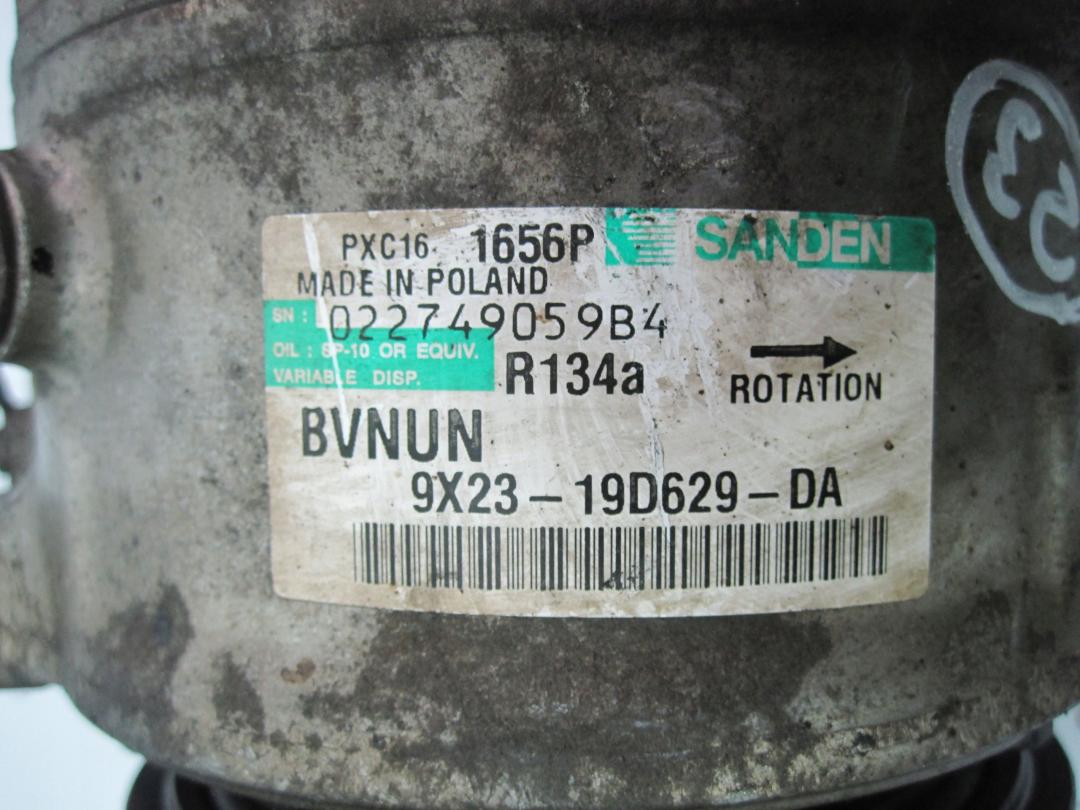 PXC16 1656P SANDEN
MADE IN POLAND
SN : 022749059B4
OIL : SP-10 OR EQUIV.
VARIABLE DISP.
R134a
ROTATION
BVNUN
9X23-19D629-DA